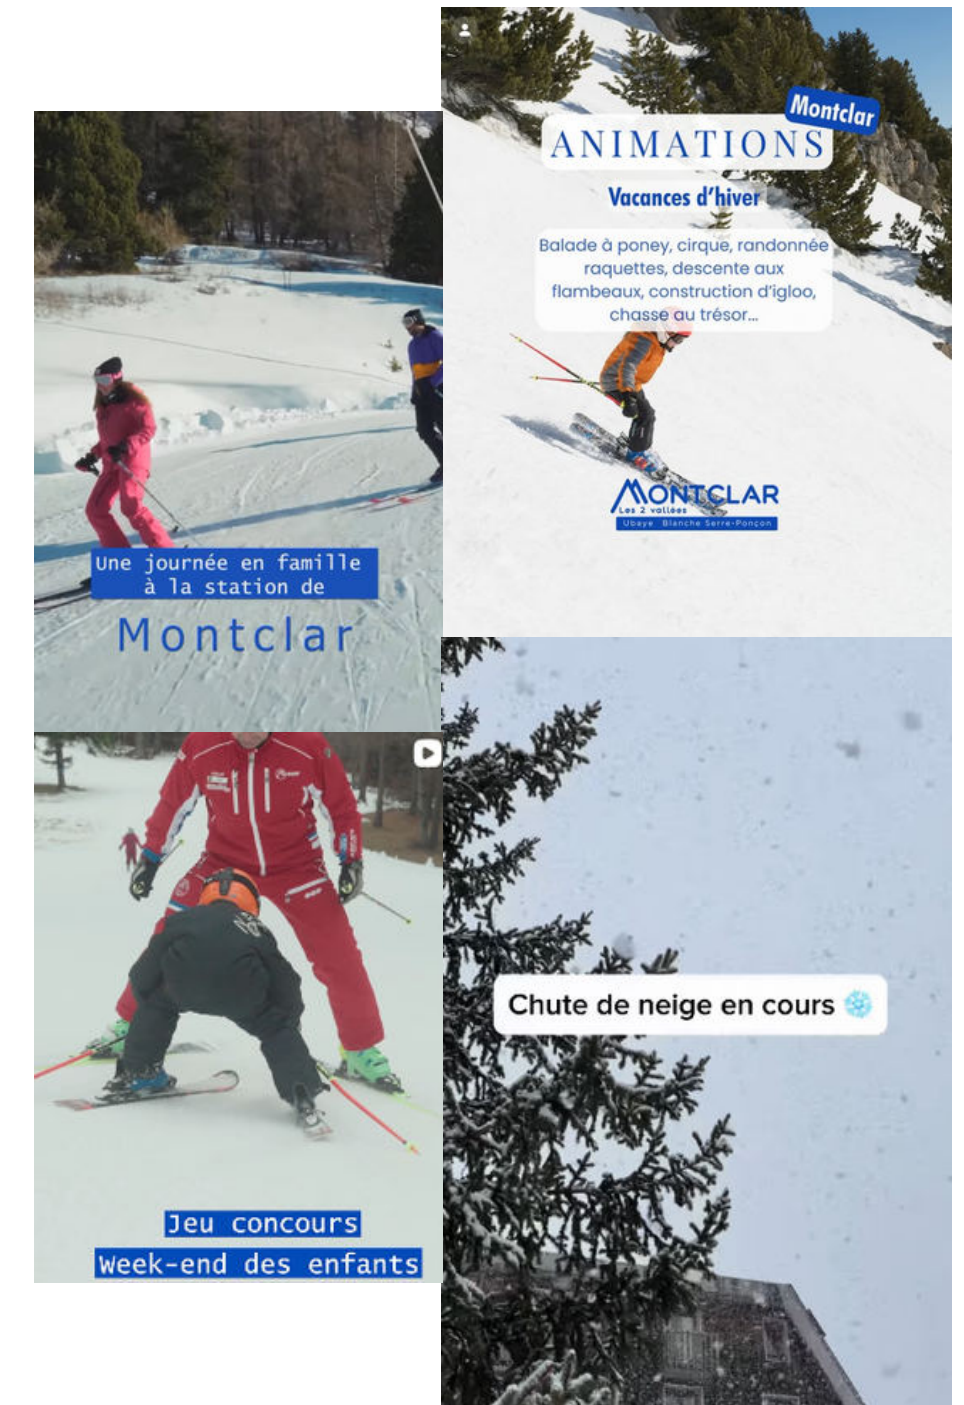 Montclar
ANIMATIONS
Vacances d'hiver
Balade à poney, cirque, randonnée
raquettes, descente aux
flambeaux, construction d'igloo,
chasse au trésor...
MONTCLAR
Les 2 vallées
Ubaye Blanche Serre-Ponçon
Une journée en famille
à la station de
Montclar
Chute de neige en cours
Jeu concours
Week-end des enfants